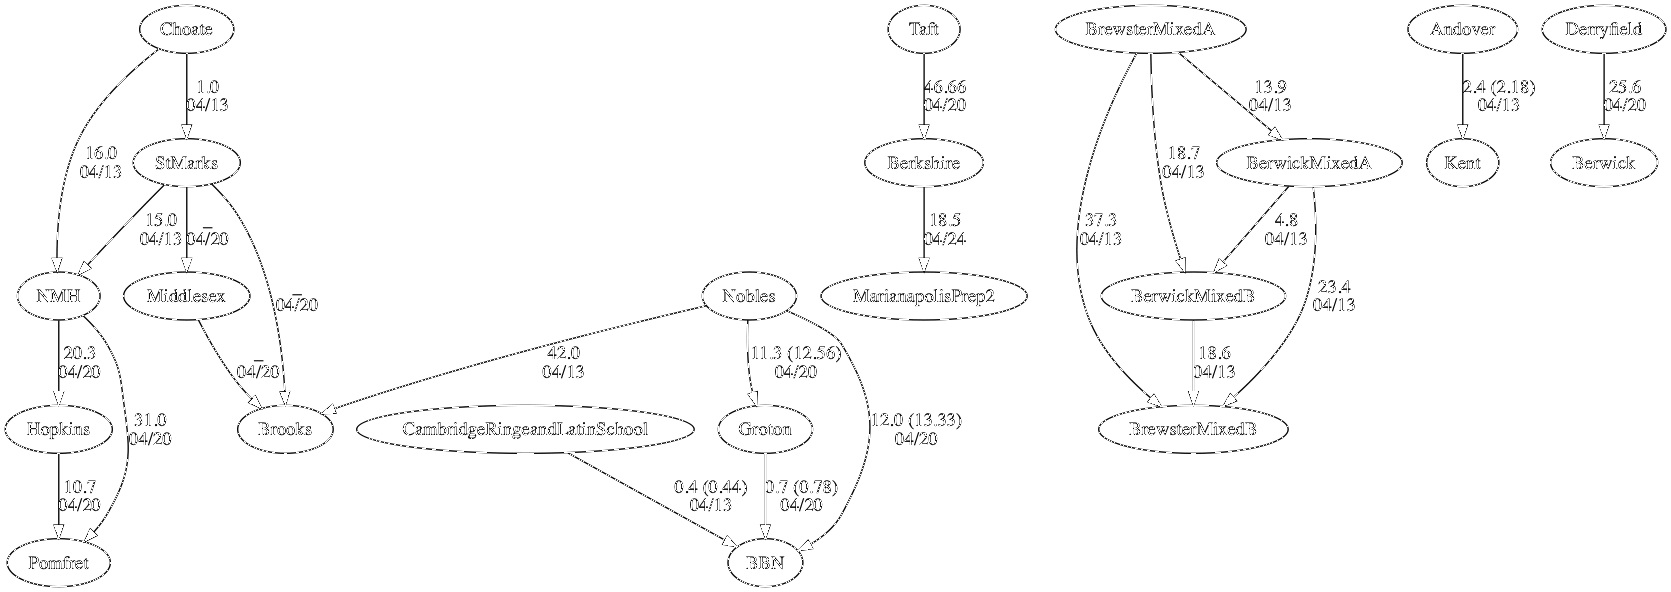 Choate
Taft
BrewsterMixedA
Andover
Derryfield
1.0
04/13
46.66
04/20
13.9
04/13
2.4 (2.18)
04/13
25.6
04/20
16.0
04/13
StMarks
Berkshire
18.7
04/13
BerwickMixedA
Kent
Berwick
15.0
04/13
–
04/20
18.5
04/24
37.3
04/13
4.8
04/13
NMH
Middlesex
–
04/20
Nobles
MarianapolisPrep2
BerwickMixedB
23.4
04/13
20.3
04/20
–
04/20
42.0
04/13
11.3 (12.56)
04/20
18.6
04/13
Hopkins
31.0
04/20
Brooks
CambridgeRingeandLatinSchool
Groton
12.0 (13.33)
04/20
BrewsterMixedB
10.7
04/20
0.4 (0.44)
04/13
0.7 (0.78)
04/20
Pomfret
BBN